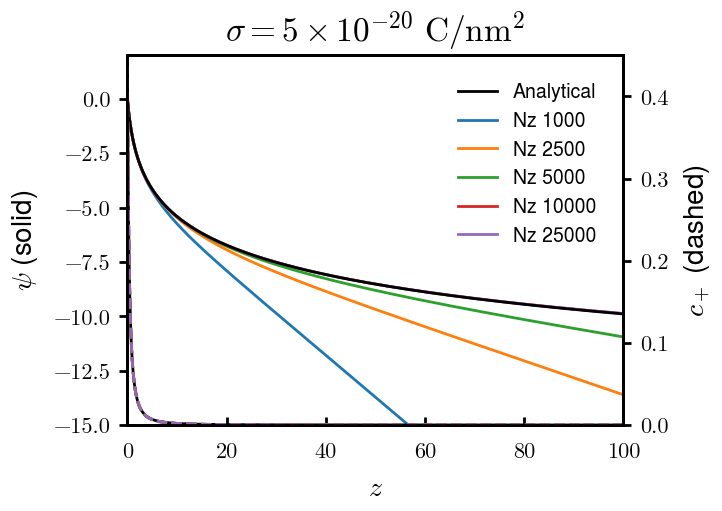 σ = 5 × 10⁻²⁰ C/nm²
ψ (solid)
0.0
−2.5
−5.0
−7.5
−10.0
−12.5
−15.0
Analytical
Nz 1000
Nz 2500
Nz 5000
Nz 10000
Nz 25000
0.4
0.3
0.2
0.1
0.0
c₊ (dashed)
0 20 40 60 80 100
z